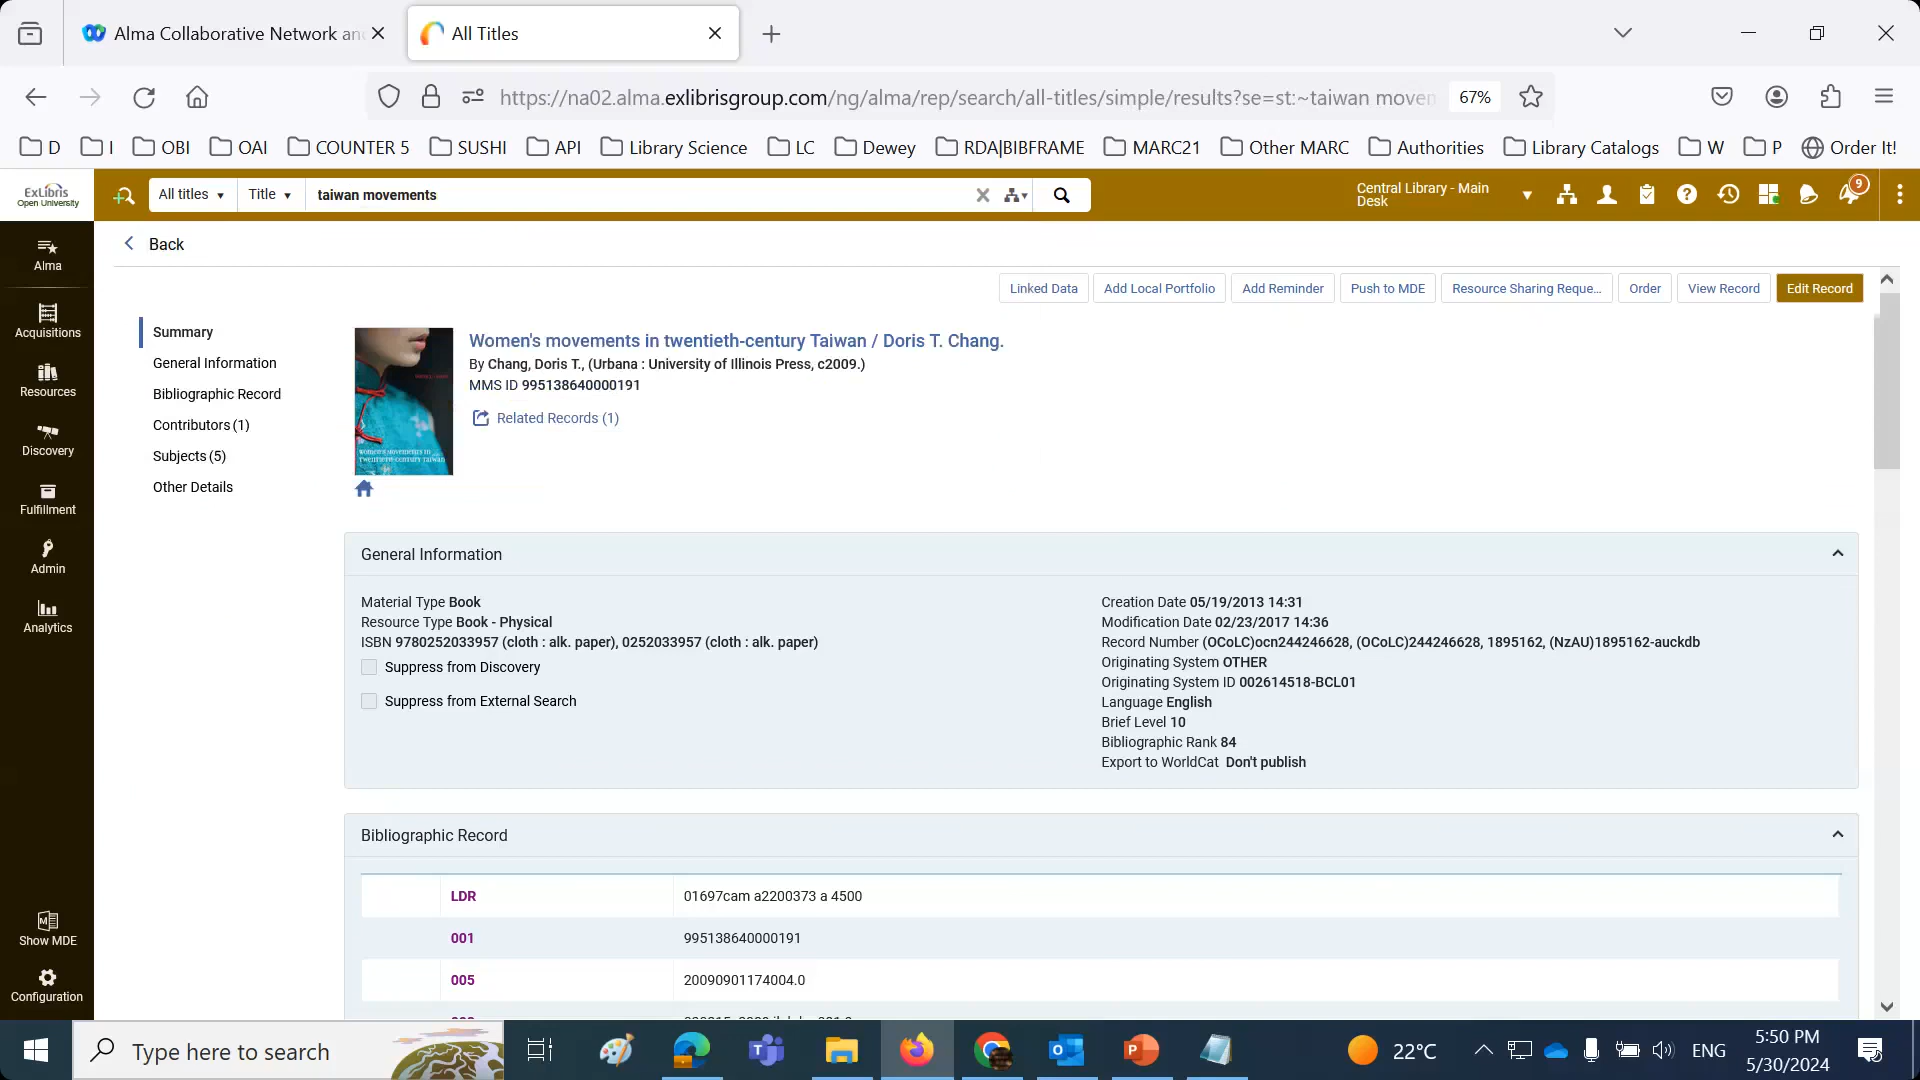 Alma Collaborative Network an
All Titles
https://na02.alma.exlibrisgroup.com/ng/alma/rep/search/all-titles/simple/results?se=st:~taiwan movem
67%
D
I
OBI
OAI
COUNTER 5
SUSHI
API
Library Science
LC
Dewey
RDA|BIBFRAME
MARC21
Other MARC
Authorities
Library Catalogs
W
P
Order It!
ExLibris
Open University
All titles
Title
taiwan movements
Central Library - Main
Desk
9
Alma
Acquisitions
Resources
Discovery
Fulfillment
Admin
Analytics
Show MDE
Configuration
Back
Linked Data
Add Local Portfolio
Add Reminder
Push to MDE
Resource Sharing Reque...
Order
View Record
Edit Record
Summary
General Information
Bibliographic Record
Contributors (1)
Subjects (5)
Other Details
Women's movements in twentieth-century Taiwan / Doris T. Chang.
By Chang, Doris T., (Urbana : University of Illinois Press, c2009.)
MMS ID 995138640000191
Related Records (1)
WOMEN'S MOVEMENTS IN
TWENTIETH-CENTURY TAIWAN
General Information
Material Type Book
Resource Type Book - Physical
ISBN 9780252033957 (cloth : alk. paper), 0252033957 (cloth : alk. paper)
Suppress from Discovery
Suppress from External Search
Creation Date 05/19/2013 14:31
Modification Date 02/23/2017 14:36
Record Number (OCoLC)ocn244246628, (OCoLC)244246628, 1895162, (NzAU)1895162-auckdb
Originating System OTHER
Originating System ID 002614518-BCL01
Language English
Brief Level 10
Bibliographic Rank 84
Export to WorldCat Don't publish
Bibliographic Record
LDR
01697cam a2200373 a 4500
001
995138640000191
005
20090901174004.0
Type here to search
22°C
ENG
5:50 PM
5/30/2024